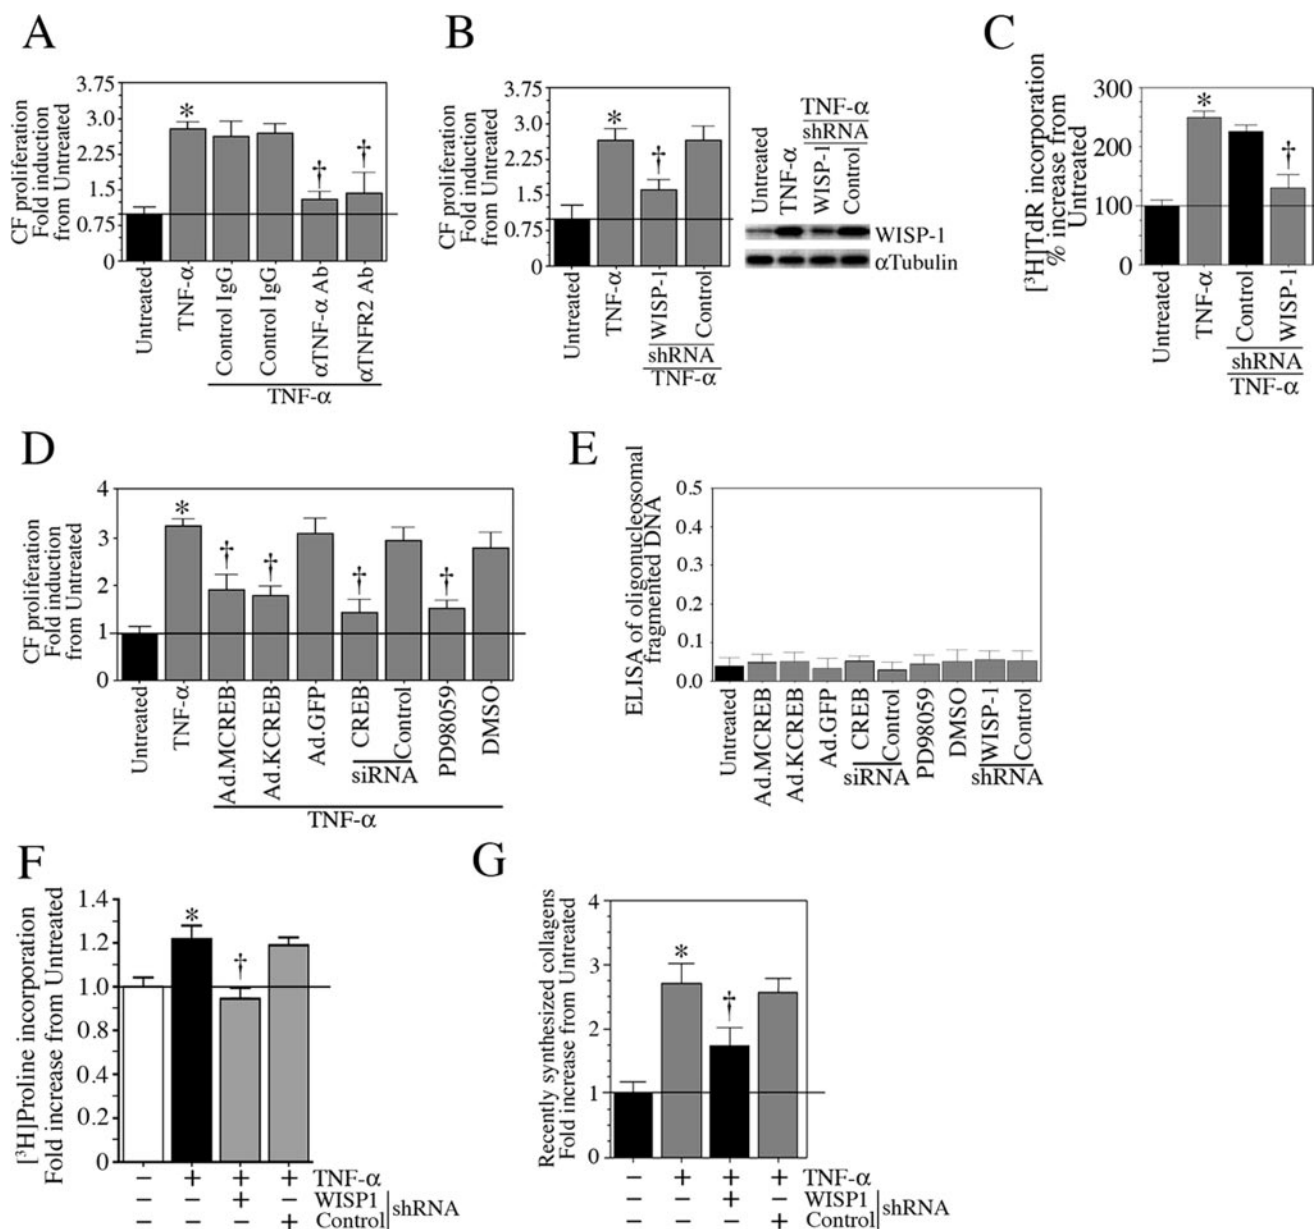 A
CF proliferation
Fold induction
from Untreated
3.75
3.0
2.25
1.5
0.75
0
*
†
†
Untreated
TNF-α
Control IgG
Control IgG
αTNF-α Ab
αTNFR2 Ab
TNF-α
B
CF proliferation
Fold induction
from Untreated
3.75
3.0
2.25
1.5
0.75
0
*
†
Untreated
TNF-α
WISP-1
Control
shRNA
TNF-α
TNF-α
shRNA
Untreated
TNF-α
WISP-1
Control
WISP-1
αTubulin
C
[³H]TdR incorporation
% increase from
Untreated
300
200
100
0
*
†
Untreated
TNF-α
Control
WISP-1
shRNA
TNF-α
D
CF proliferation
Fold induction
from Untreated
4
3
2
1
0
*
†
†
†
†
Untreated
TNF-α
Ad.MCREB
Ad.KCREB
Ad.GFP
CREB
Control
PD98059
DMSO
siRNA
TNF-α
E
ELISA of oligonucleosomal
fragmented DNA
0.5
0.4
0.3
0.2
0.1
0.0
Untreated
Ad.MCREB
Ad.KCREB
Ad.GFP
CREB
Control
PD98059
DMSO
WISP-1
Control
siRNA
shRNA
F
[³H]Proline incorporation
Fold increase from Untreated
1.4
1.2
1.0
0.8
0.4
0.2
0
*
†
− + + + TNF-α
− − + − WISP1
− − − + Control
shRNA
G
Recently synthesized collagens
Fold increase from Untreated
4
3
2
1
0
*
†
− + + + TNF-α
− − + − WISP1
− − − + Control
shRNA